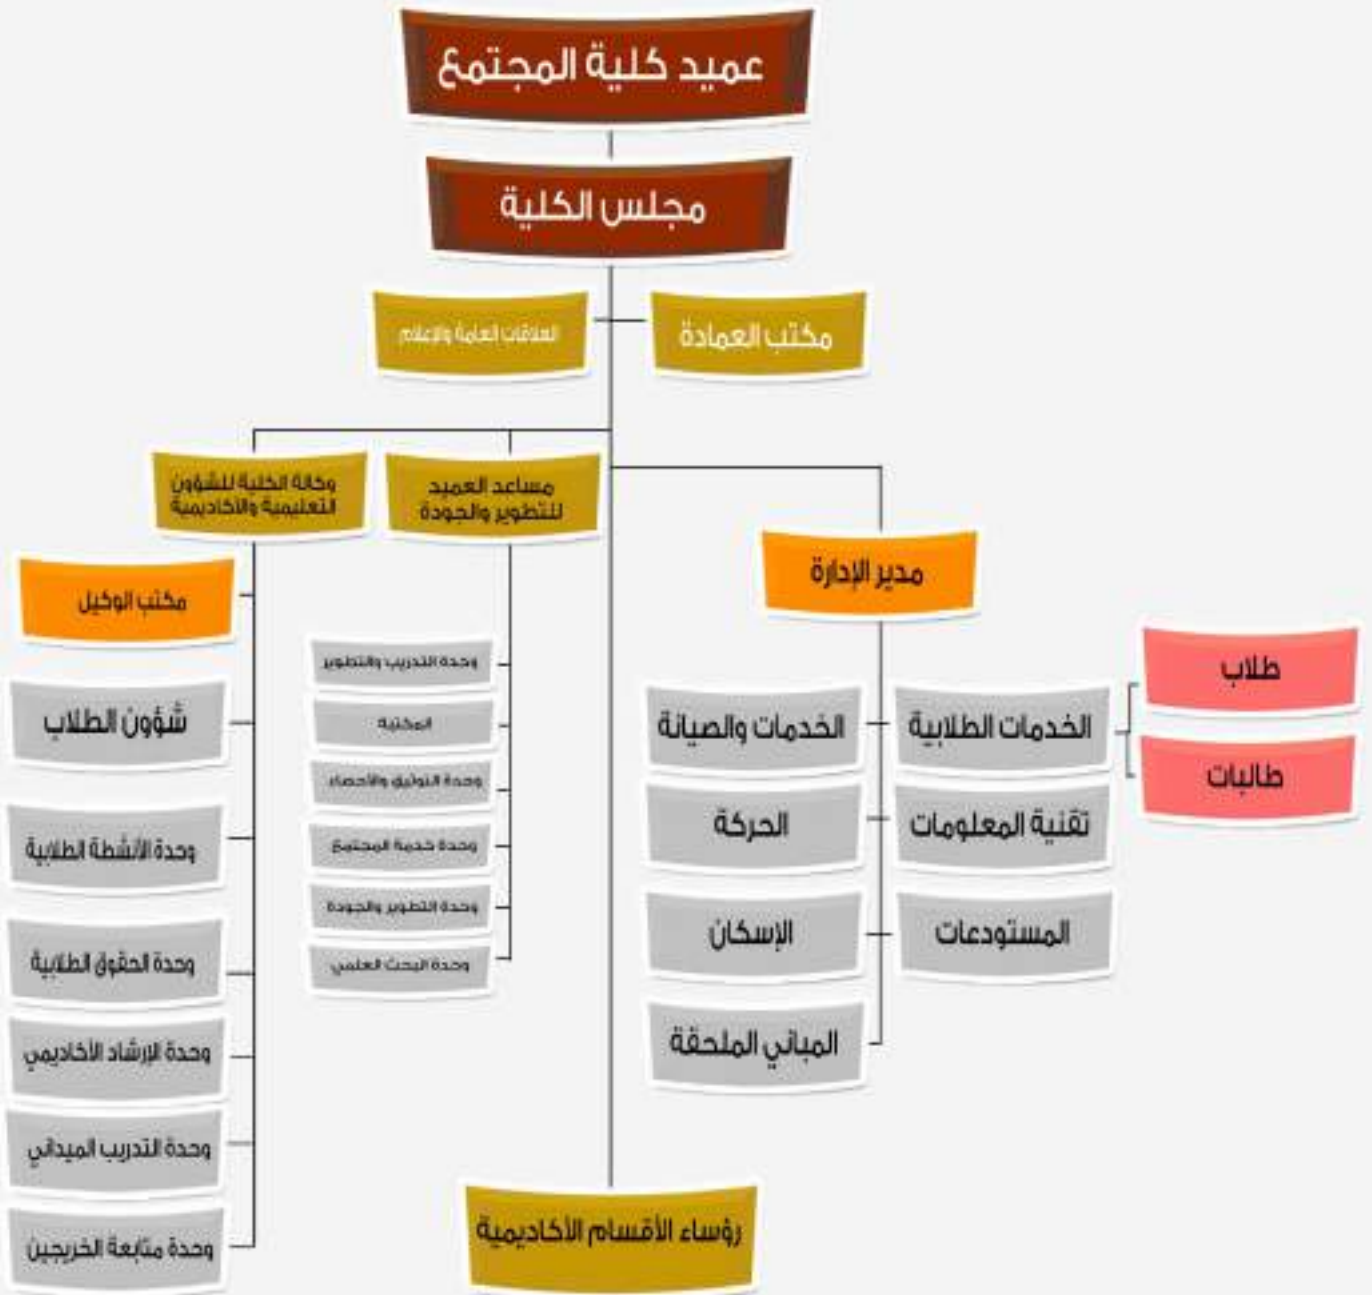 عميد كلية المجتمع
مجلس الكلية
مكتب العمادة
العلاقات العامة والإعلام
وكالة الكلية للشؤون
التعليمية والأكاديمية
مساعد العميد
للتطوير والجودة
مدير الإدارة
مكتب الوكيل
شؤون الطلاب
وحدة الأنشطة الطلابية
وحدة الحقوق الطلابية
وحدة الإرشاد الأكاديمي
وحدة التدريب الميداني
وحدة متابعة الخريجين
وحدة التدريب والتطوير
المكتبة
وحدة التوثيق والأحصاء
وحدة خدمة المجتمع
وحدة التطوير والجودة
وحدة البحث العلمي
الخدمات الطلابية
الخدمات والصيانة
تقنية المعلومات
الحركة
المستودعات
الإسكان
المباني الملحقة
طلاب
طالبات
رؤساء الأقسام الأكاديمية